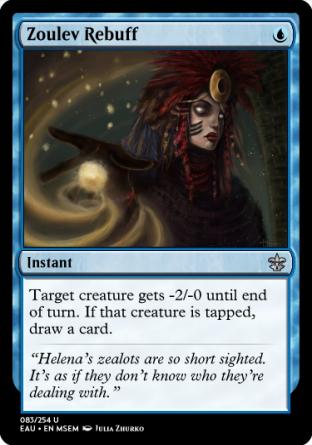 Zoulev Rebuff
Instant
Target creature gets -2/-0 until end
of turn. If that creature is tapped,
draw a card.
“Helena’s zealots are so short sighted.
It’s as if they don’t know who they’re
dealing with.”
083/254 U
EAU • EN MSEM Julia Zhurko